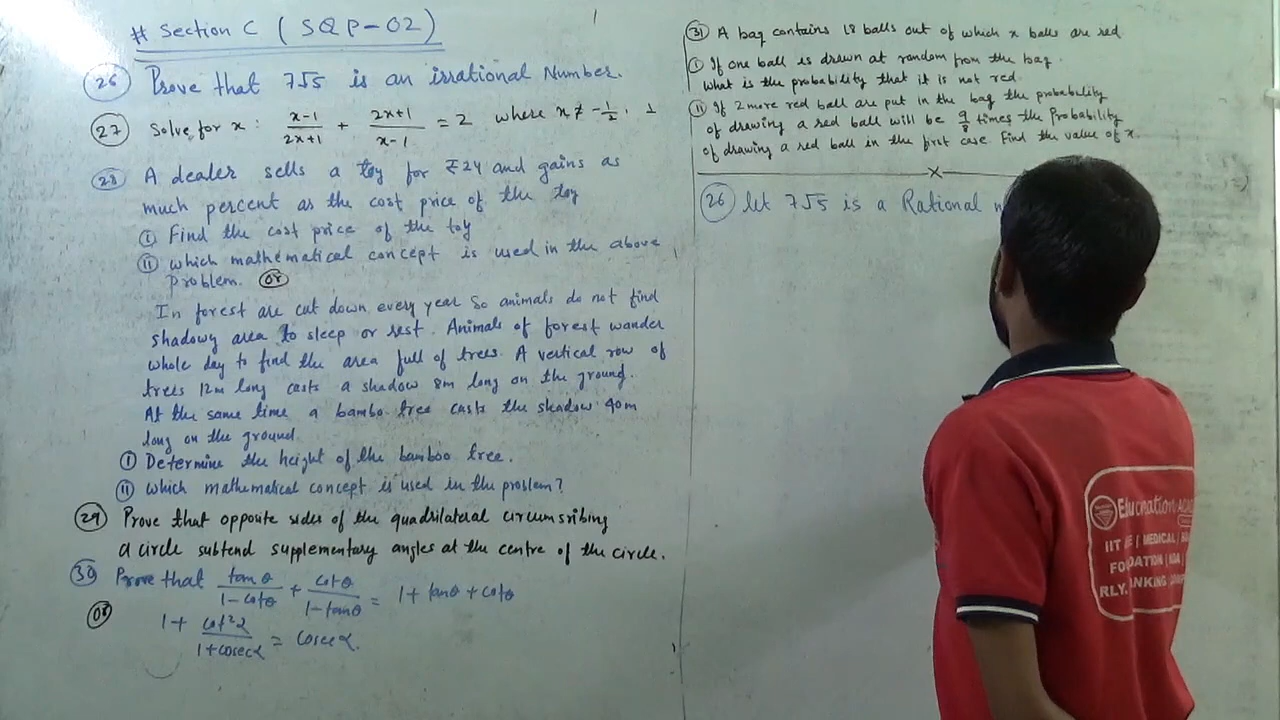 # Section C ( SQP-02)
26 Prove that 7√5 is an irrational Number.
27 Solve for x : x-1/2x+1 + 2x+1/x-1 = 2 where x ≠ -1/2, 1
28 A dealer sells a toy for ₹24 and gains as
much percent as the cost price of the toy
i Find the cost price of the toy
ii which mathematical concept is used in the above
problem. or
In forest are cut down every year so animals do not find
shadowy area to sleep or rest. Animals of forest wander
whole day to find the area full of trees. A vertical row of
trees 12m long casts a shadow 8m long on the ground.
At the same time a bambo tree casts the shadow 40m
long on the ground.
i Determine the height of the bamboo tree.
ii which mathematical concept is used in the problem?
29 Prove that opposite sides of the quadrilateral circumsribing
a circle subtend supplementary angles at the centre of the circle.
30 Prove that tanθ/1-cotθ + cotθ/1-tanθ = 1+tanθ+cotθ
or
1 + cot²α/1+cosecα = cosecα.
31 A bag contains 18 balls out of which x balls are red
i If one ball is drawn at random from the bag.
what is the probability that it is not red.
ii If 2 more red ball are put in the bag the probability
of drawing a red ball will be 9/8 times the Probability
of drawing a red ball in the first case Find the value of x.
x
26 let 7√5 is a Rational
Educination
IIT | MEDICAL |
FO DATION |
RLY. ANKING